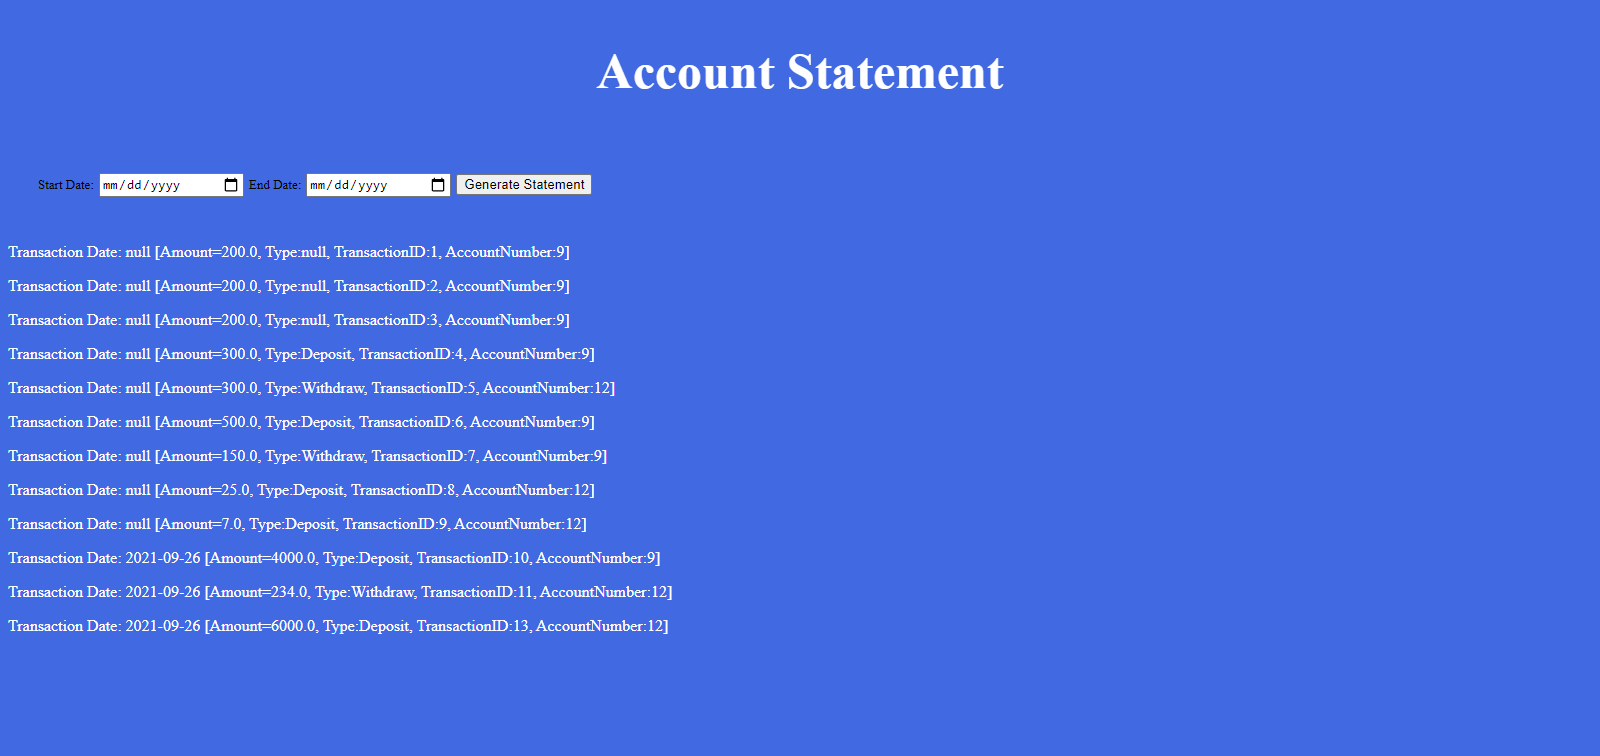 Account Statement
Start Date: mm/dd/yyyy End Date: mm/dd/yyyy Generate Statement
Transaction Date: null [Amount=200.0, Type:null, TransactionID:1, AccountNumber:9]
Transaction Date: null [Amount=200.0, Type:null, TransactionID:2, AccountNumber:9]
Transaction Date: null [Amount=200.0, Type:null, TransactionID:3, AccountNumber:9]
Transaction Date: null [Amount=300.0, Type:Deposit, TransactionID:4, AccountNumber:9]
Transaction Date: null [Amount=300.0, Type:Withdraw, TransactionID:5, AccountNumber:12]
Transaction Date: null [Amount=500.0, Type:Deposit, TransactionID:6, AccountNumber:9]
Transaction Date: null [Amount=150.0, Type:Withdraw, TransactionID:7, AccountNumber:9]
Transaction Date: null [Amount=25.0, Type:Deposit, TransactionID:8, AccountNumber:12]
Transaction Date: null [Amount=7.0, Type:Deposit, TransactionID:9, AccountNumber:12]
Transaction Date: 2021-09-26 [Amount=4000.0, Type:Deposit, TransactionID:10, AccountNumber:9]
Transaction Date: 2021-09-26 [Amount=234.0, Type:Withdraw, TransactionID:11, AccountNumber:12]
Transaction Date: 2021-09-26 [Amount=6000.0, Type:Deposit, TransactionID:13, AccountNumber:12]